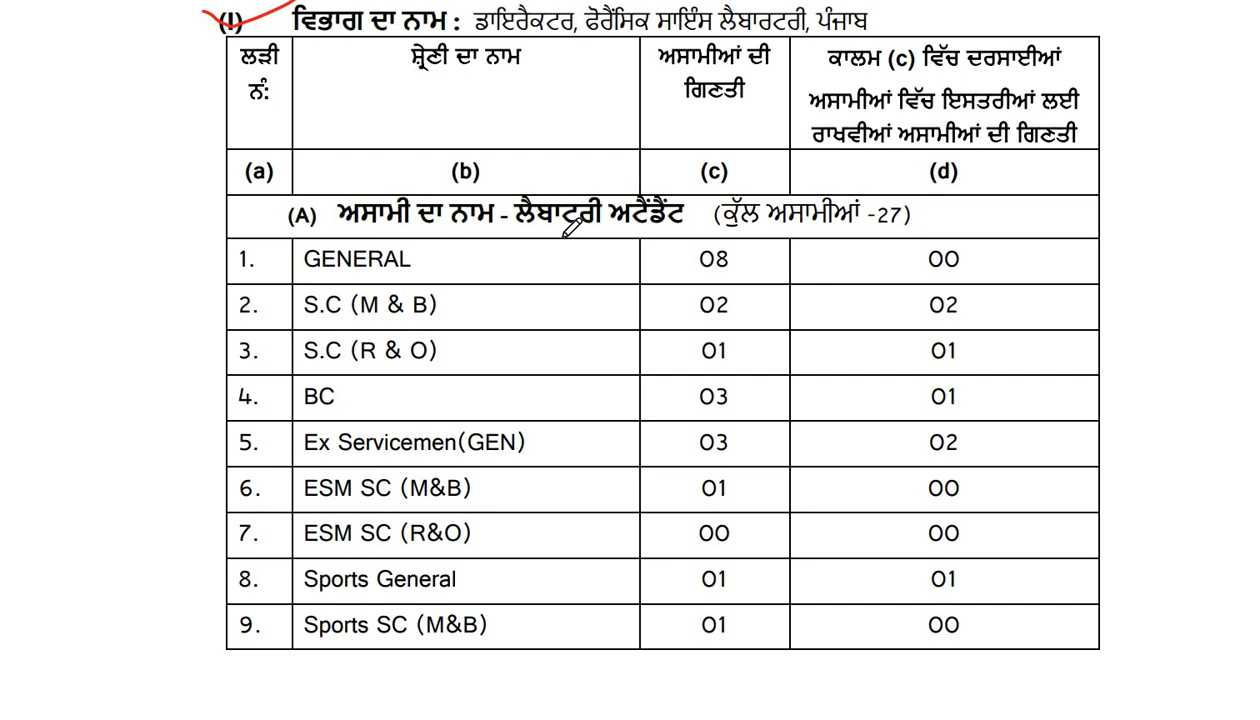 (I) ਵਿਭਾਗ ਦਾ ਨਾਮ : ਡਾਇਰੈਕਟਰ, ਫੋਰੈਂਸਿਕ ਸਾਇੰਸ ਲੈਬਾਰਟਰੀ, ਪੰਜਾਬ
ਲੜੀ ਨੰ: ਸ਼੍ਰੇਣੀ ਦਾ ਨਾਮ ਅਸਾਮੀਆਂ ਦੀ ਗਿਣਤੀ ਕਾਲਮ (c) ਵਿੱਚ ਦਰਸਾਈਆਂ ਅਸਾਮੀਆਂ ਵਿੱਚ ਇਸਤਰੀਆਂ ਲਈ ਰਾਖਵੀਆਂ ਅਸਾਮੀਆਂ ਦੀ ਗਿਣਤੀ
(a) (b) (c) (d)
(A) ਅਸਾਮੀ ਦਾ ਨਾਮ - ਲੈਬਾਟਰੀ ਅਟੈਂਡੈਂਟ (ਕੁੱਲ ਅਸਾਮੀਆਂ -27)
1. GENERAL 08 00
2. S.C (M & B) 02 02
3. S.C (R & O) 01 01
4. BC 03 01
5. Ex Servicemen(GEN) 03 02
6. ESM SC (M&B) 01 00
7. ESM SC (R&O) 00 00
8. Sports General 01 01
9. Sports SC (M&B) 01 00